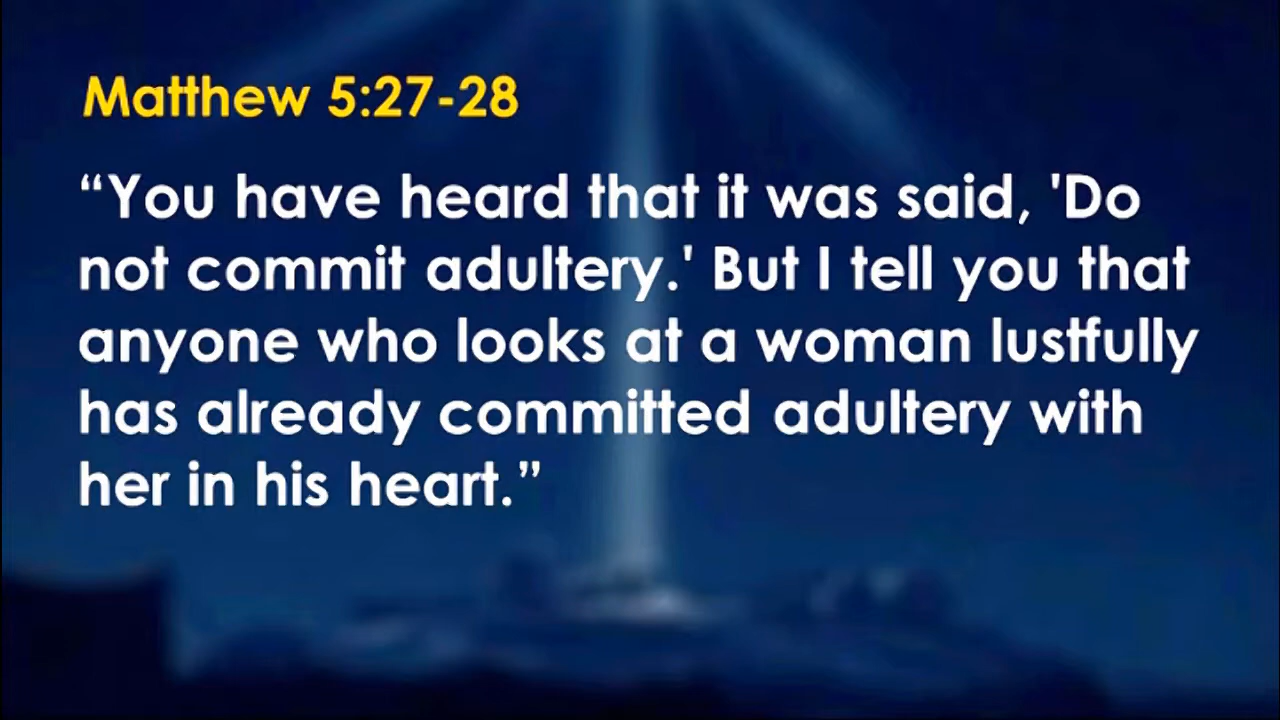 Matthew 5:27-28
“You have heard that it was said, 'Do
not commit adultery.' But I tell you that
anyone who looks at a woman lustfully
has already committed adultery with
her in his heart.”